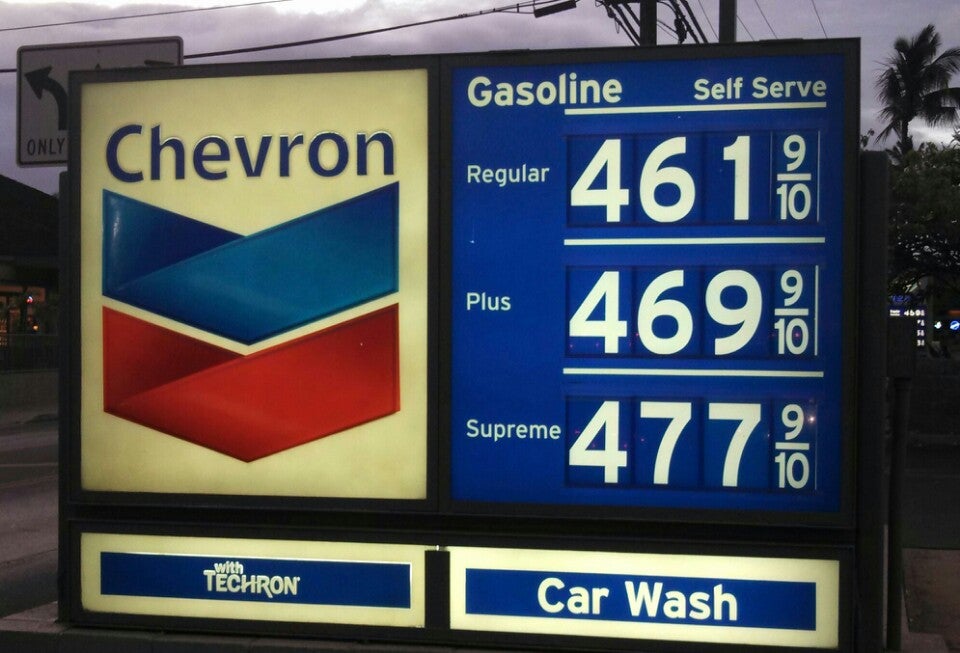 ONLY
Chevron
Gasoline Self Serve
Regular 461 9/10
Plus 469 9/10
Supreme 477 9/10
with
TECHRON
Car Wash